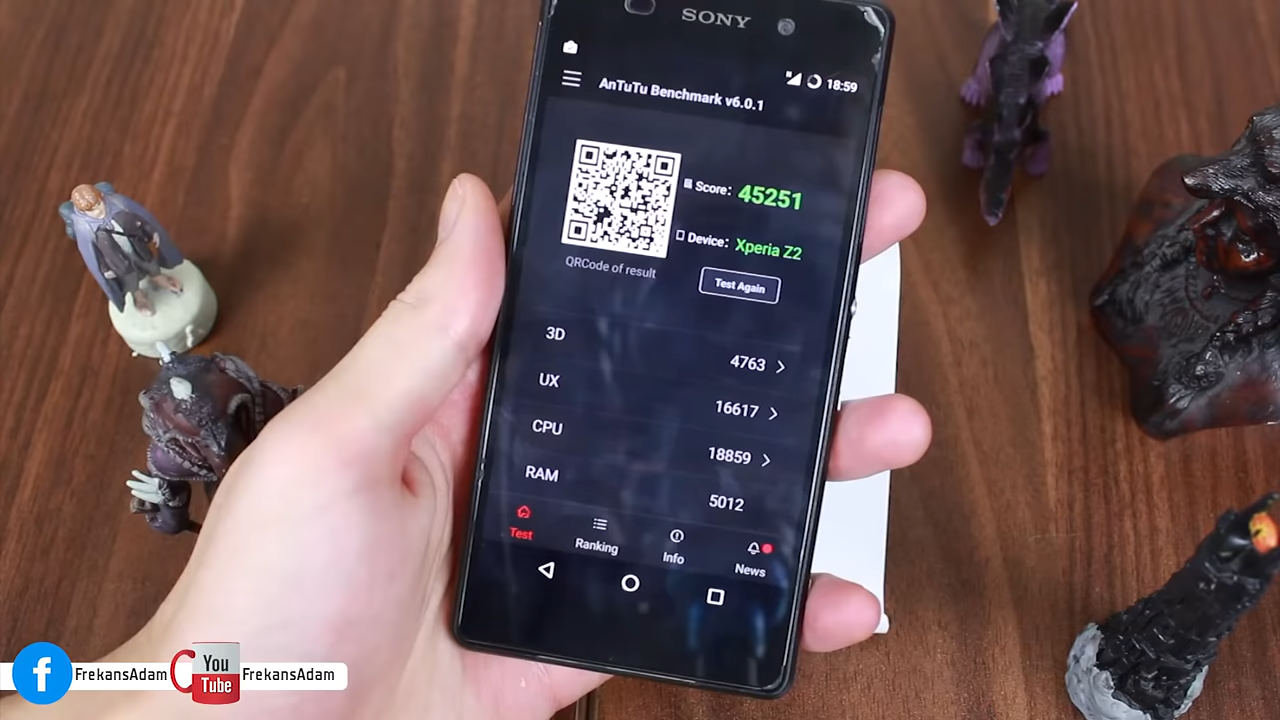 SONY
18:59
AnTuTu Benchmark v6.0.1
Score: 45251
Device: Xperia Z2
QRCode of result
Test Again
3D 4763
UX 16617
CPU 18859
RAM 5012
Test Ranking Info News
FrekansAdam You Tube FrekansAdam